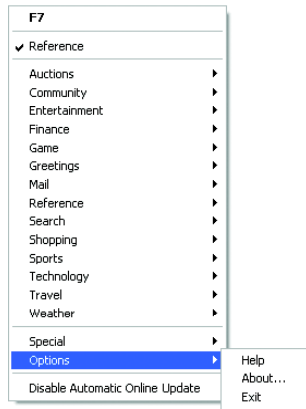 F7
Reference
Auctions
Community
Entertainment
Finance
Game
Greetings
Mail
Reference
Search
Shopping
Sports
Technology
Travel
Weather
Special
Options
Disable Automatic Online Update
Help
About...
Exit